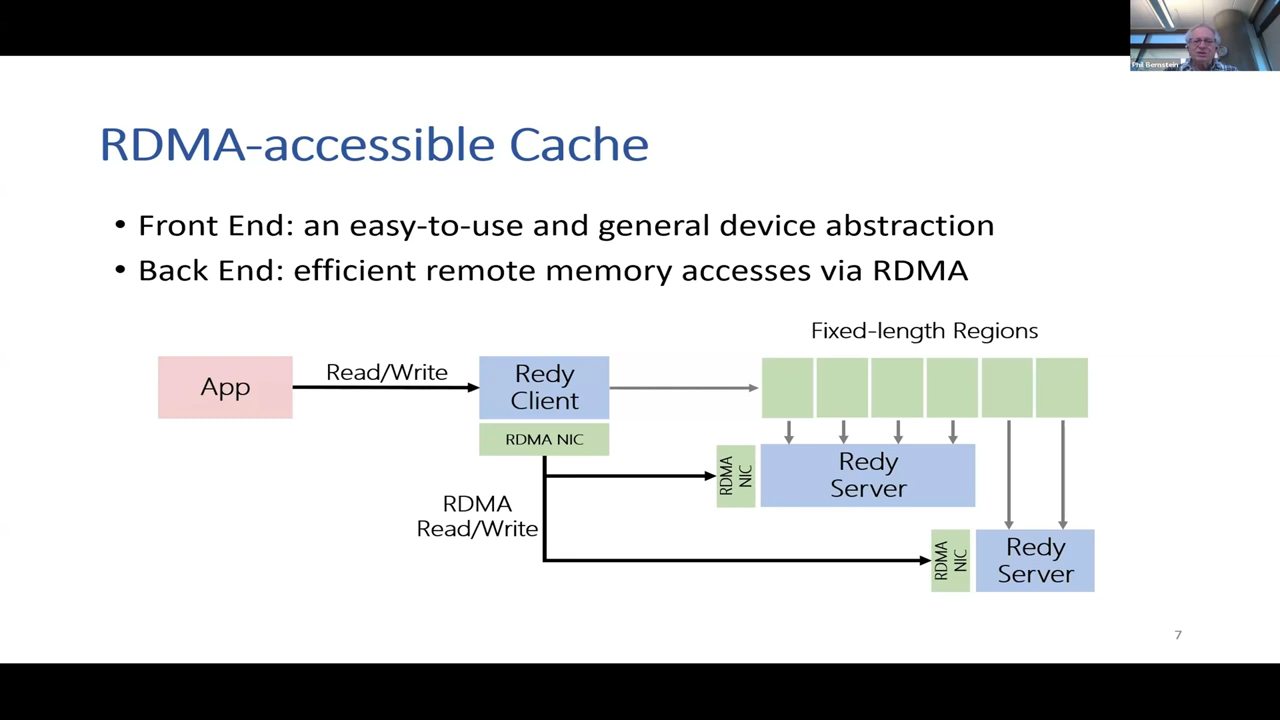 Phil Bernstein
RDMA-accessible Cache
• Front End: an easy-to-use and general device abstraction
• Back End: efficient remote memory accesses via RDMA
Fixed-length Regions
App
Read/Write
Redy
Client
RDMA NIC
RDMA
Read/Write
RDMA
NIC
Redy
Server
RDMA
NIC
Redy
Server
7